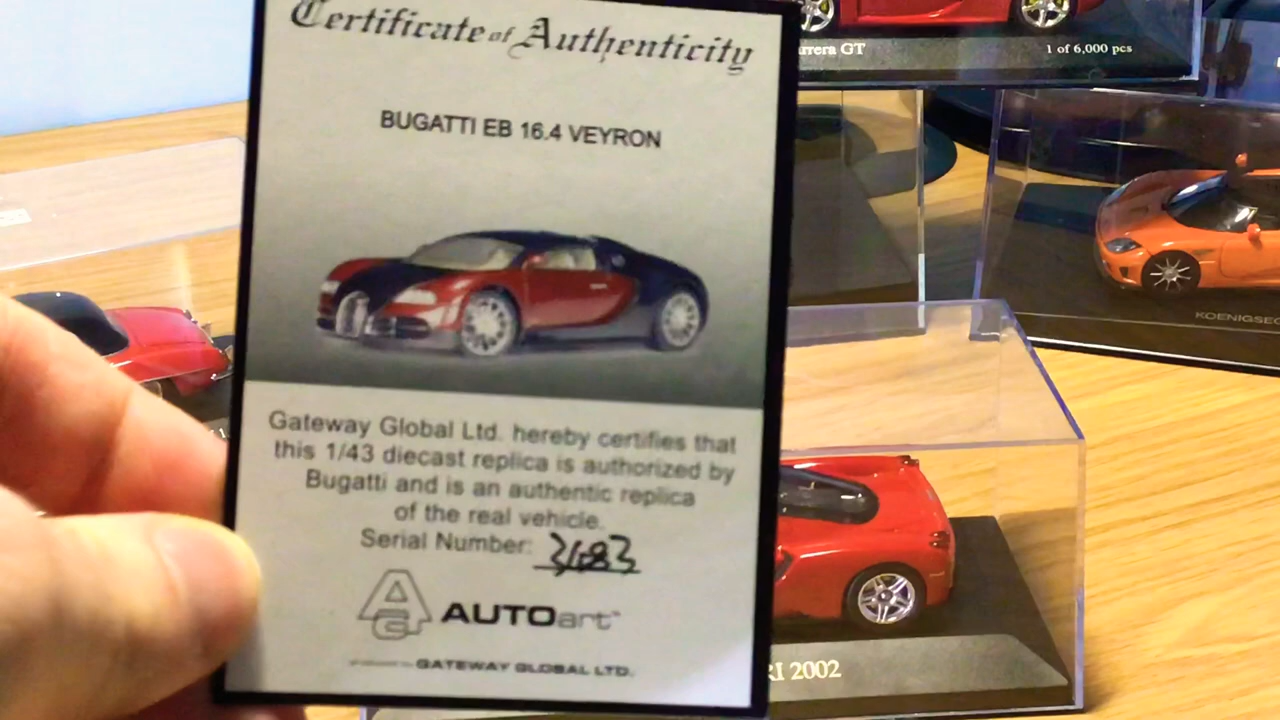 Certificate of Authenticity
BUGATTI EB 16.4 VEYRON
Gateway Global Ltd. hereby certifies that
this 1/43 diecast replica is authorized by
Bugatti and is an authentic replica
of the real vehicle.
Serial Number: 3683
AUTOart™
GATEWAY GLOBAL LTD.
rrera GT
1 of 6,000 pcs
KOENIGSEG
RI 2002